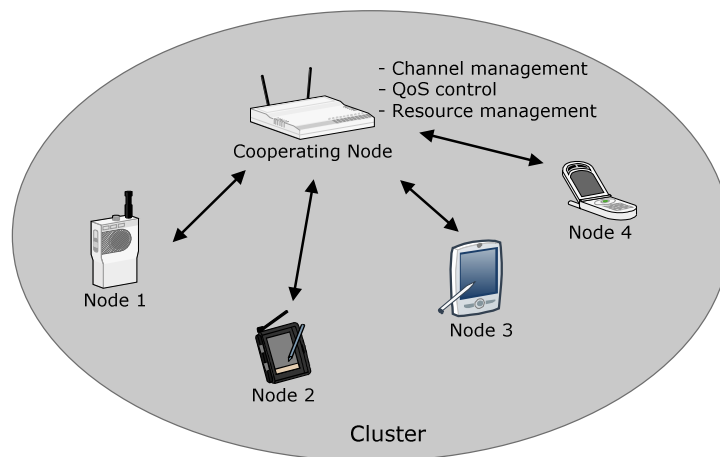 - Channel management
- QoS control
- Resource management
Cooperating Node
Node 4
Node 1
Node 3
Node 2
Cluster